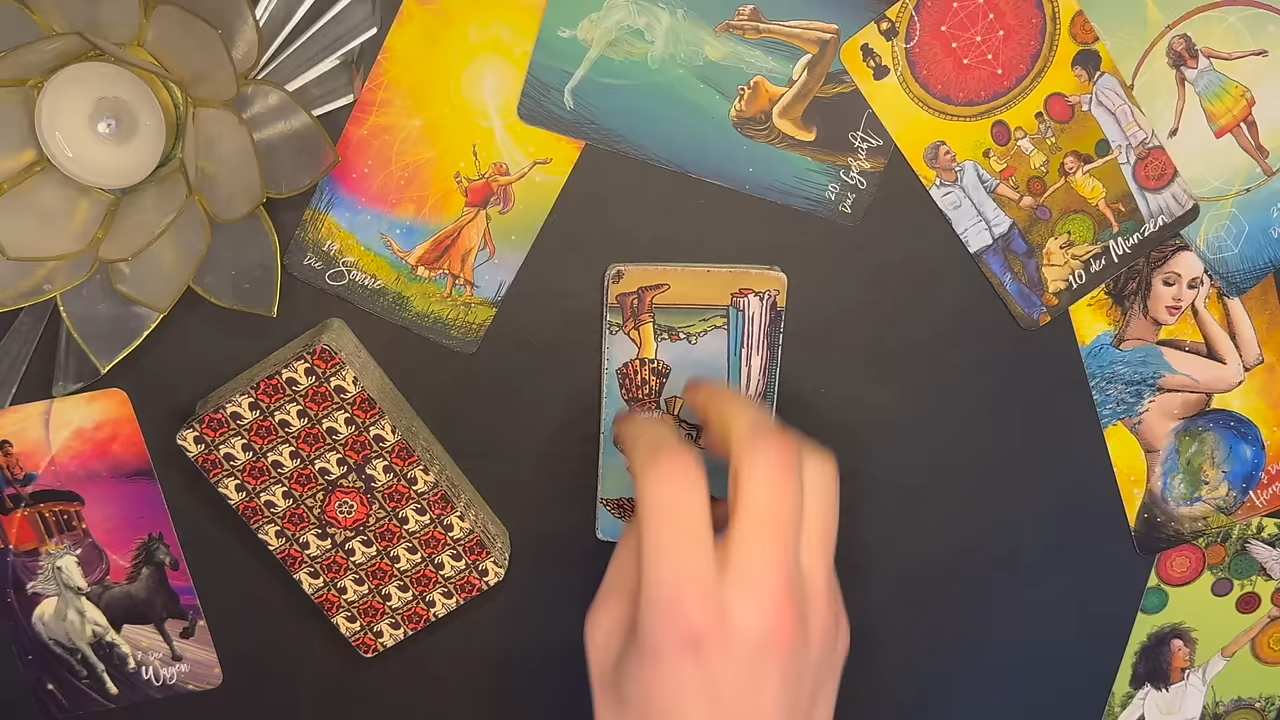 19. Die
Sonne
20.
Das Gericht
10 der Münzen
7 Der
Wagen